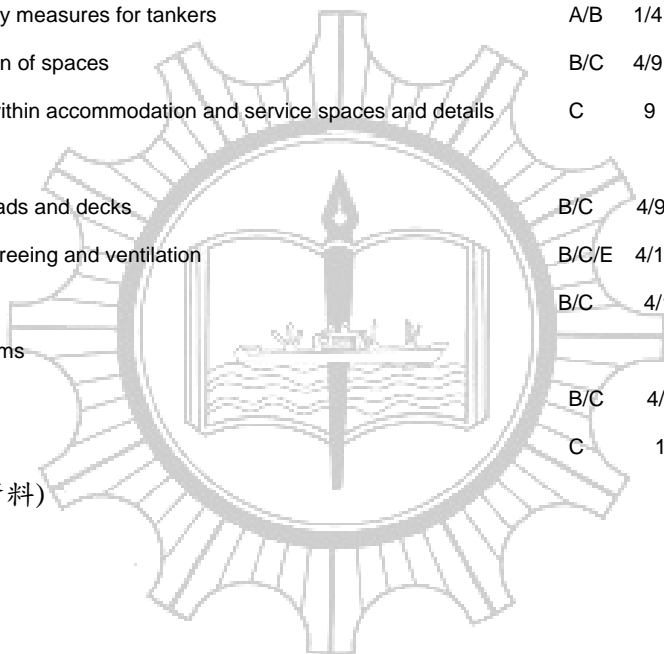 y measures for tankers A/B 1/4
n of spaces B/C 4/9
within accommodation and service spaces and details C 9
ads and decks B/C 4/9
reeing and ventilation B/C/E 4/1
B/C 4/
ms
B/C 4/
C 1
料)